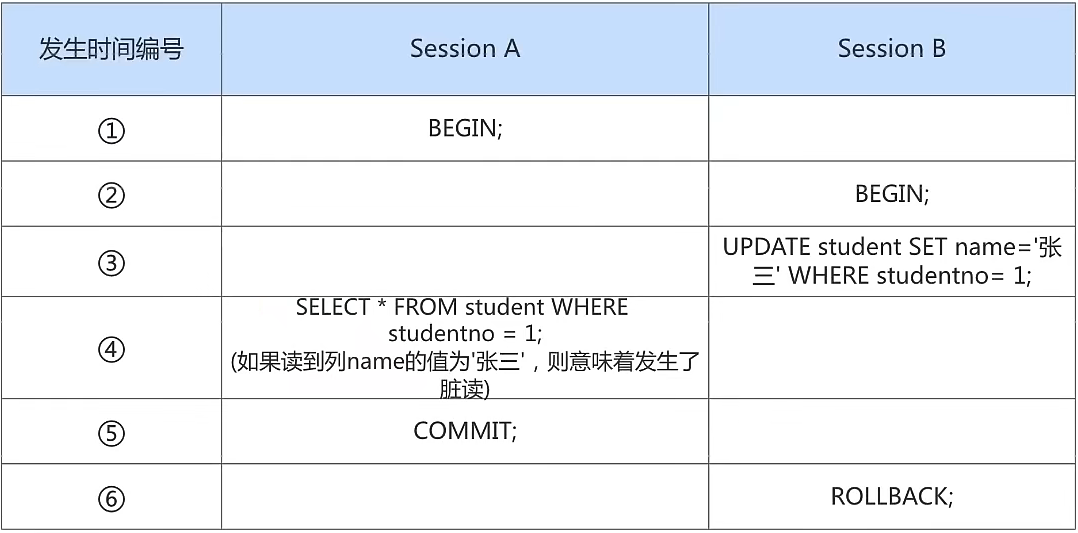 发生时间编号 Session A Session B
① BEGIN;
② BEGIN;
③ UPDATE student SET name='张
三' WHERE studentno= 1;
④ SELECT * FROM student WHERE
studentno = 1;
(如果读到列name的值为'张三'，则意味着发生了
脏读)
⑤ COMMIT;
⑥ ROLLBACK;